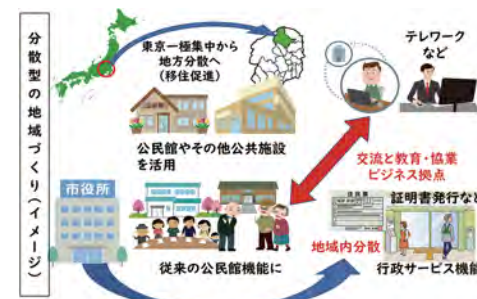 分散型の地域づくり(イメージ)
東京一極集中から
地方分散へ
(移住促進)
テレワーク
など
公民館やその他公共施設
を活用
交流と教育・協業
ビジネス拠点
市役所
住民票
証明書発行など
地域内分散
従来の公民館機能に
行政サービス機能